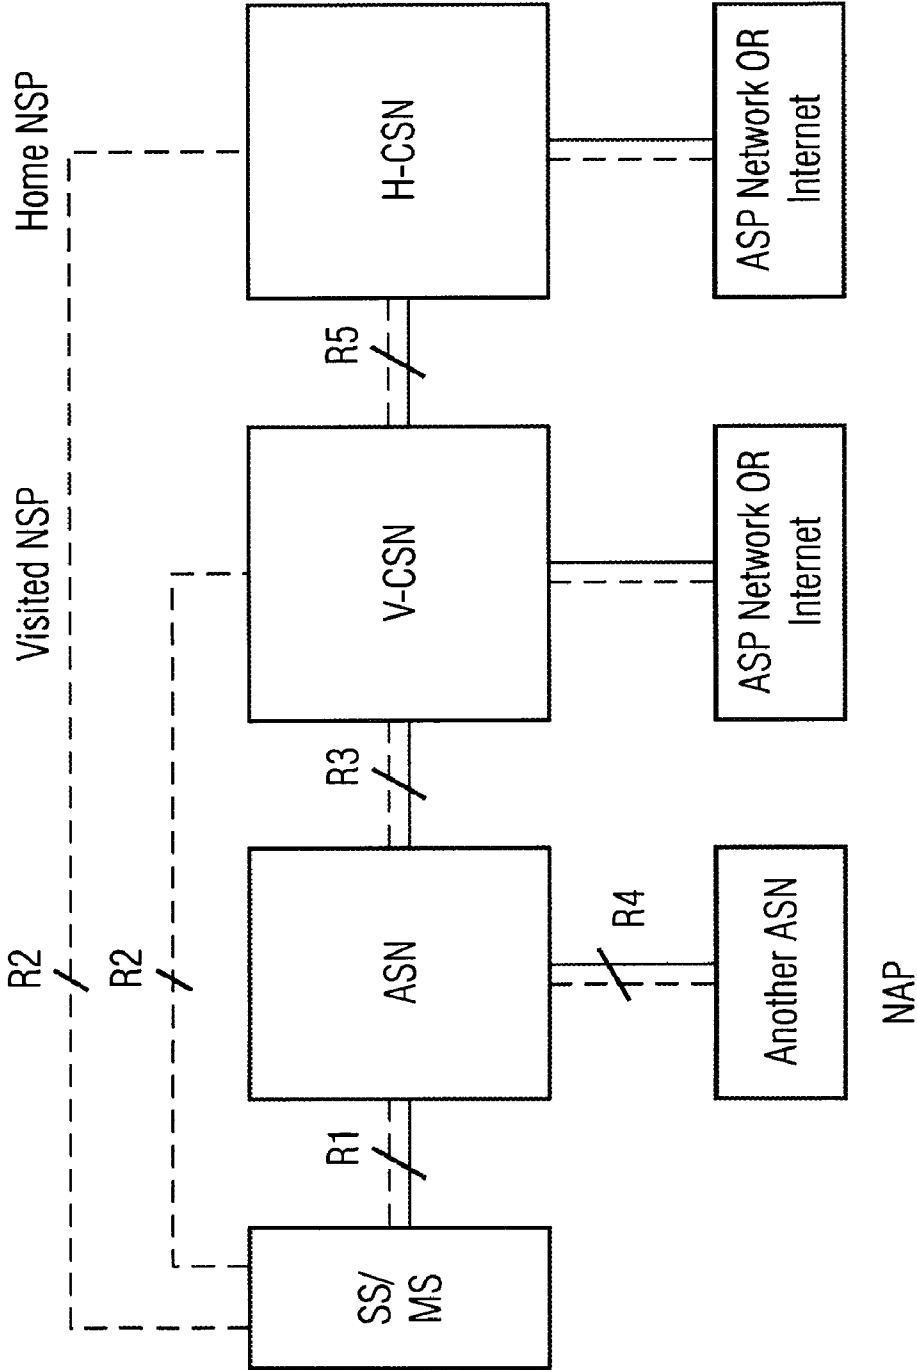 R2
Visited NSP
Home NSP
R2
SS/
MS
R1
ASN
R3
V-CSN
R5
H-CSN
R4
Another ASN
ASP Network OR
Internet
ASP Network OR
Internet
NAP